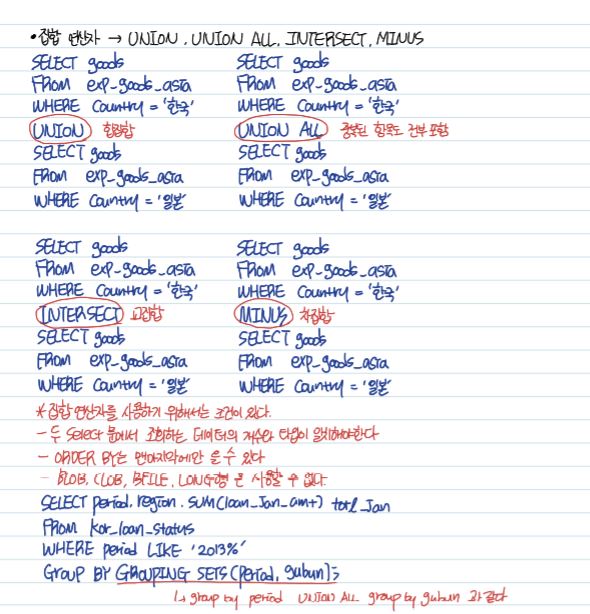 • 집합 연산자 → UNION, UNION ALL, INTERSECT, MINUS
SELECT goods
FROM exp_goods_asia
WHERE Country = '한국'
UNION 합집합
SELECT goods
FROM exp_goods_asia
WHERE Country = '일본'
SELECT goods
FROM exp_goods_asia
WHERE Country = '한국'
UNION ALL 중복된 항목도 전부 포함
SELECT goods
FROM exp_goods_asia
WHERE Country = '일본'
SELECT goods
FROM exp_goods_asia
WHERE Country = '한국'
INTERSECT 교집합
SELECT goods
FROM exp_goods_asia
WHERE Country = '일본'
SELECT goods
FROM exp_goods_asia
WHERE Country = '한국'
MINUS 차집합
SELECT goods
FROM exp_goods_asia
WHERE Country = '일본'
* 집합 연산자를 사용하기 위해서는 조건이 있다.
- 두 Select 문에서 조회하는 데이터의 개수와 타입이 일치해야한다
- ORDER BY는 맨마지막에만 올 수 있다
- BLOB, CLOB, BFILE, LONG형은 사용할 수 없다.
SELECT period, region, SUM(loan_Jan_amt) totl_Jan
FROM kor_loan_status
WHERE period LIKE '2013%'
Group BY GROUPING SETS(Period, gubun);
↳ group by period UNION ALL group by gubun 과 같다